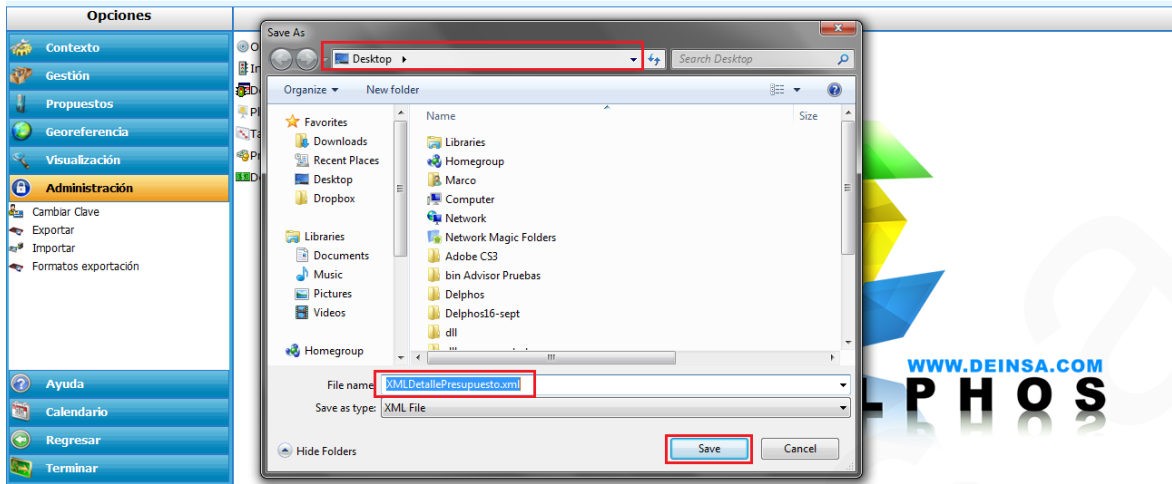 Opciones
Contexto
Gestión
Propuestos
Georeferencia
Visualización
Administración
Cambiar Clave
Exportar
Importar
Formatos exportación
Ayuda
Calendario
Regresar
Terminar
Save As
Desktop
Search Desktop
Organize
New folder
Favorites
Downloads
Recent Places
Desktop
Dropbox
Libraries
Documents
Music
Pictures
Videos
Homegroup
Name
Size
Libraries
Homegroup
Marco
Computer
Network
Network Magic Folders
Adobe CS3
bin Advisor Pruebas
Delphos
Delphos16-sept
dll
File name:
XMLDetallePresupuesto.xml
Save as type:
XML File
Hide Folders
Save
Cancel
WWW.DEINSA.COM
LPHOS